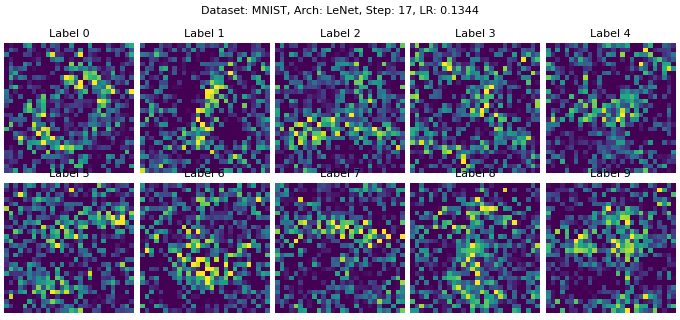 Dataset: MNIST, Arch: LeNet, Step: 17, LR: 0.1344
Label 0 Label 1 Label 2 Label 3 Label 4
Label 5 Label 6 Label 7 Label 8 Label 9